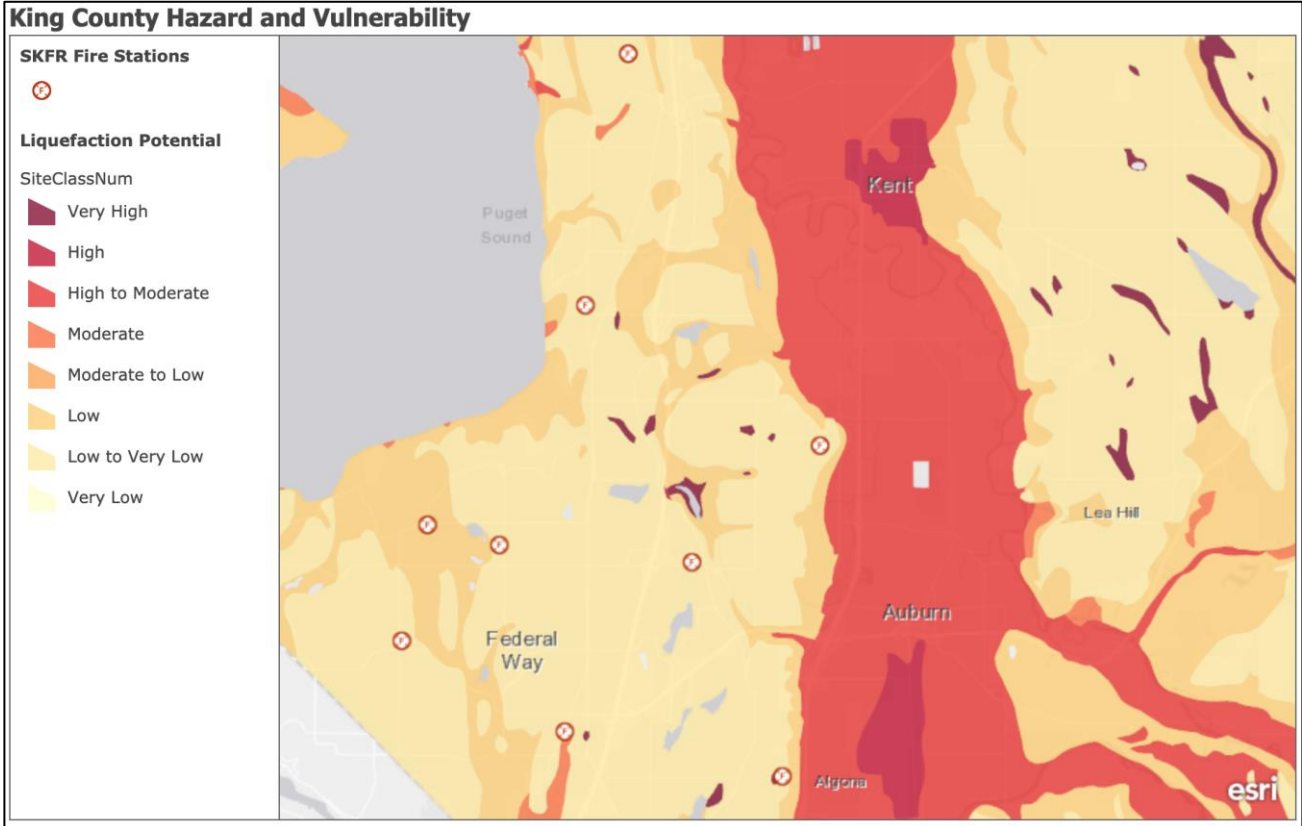 King County Hazard and Vulnerability
SKFR Fire Stations
F
Liquefaction Potential
SiteClassNum
Very High
High
High to Moderate
Moderate
Moderate to Low
Low
Low to Very Low
Very Low
F
Kent
Puget
Sound
F
F
Lea Hill
F
F
F
Auburn
F
Federal
Way
F
F
Algona
esri